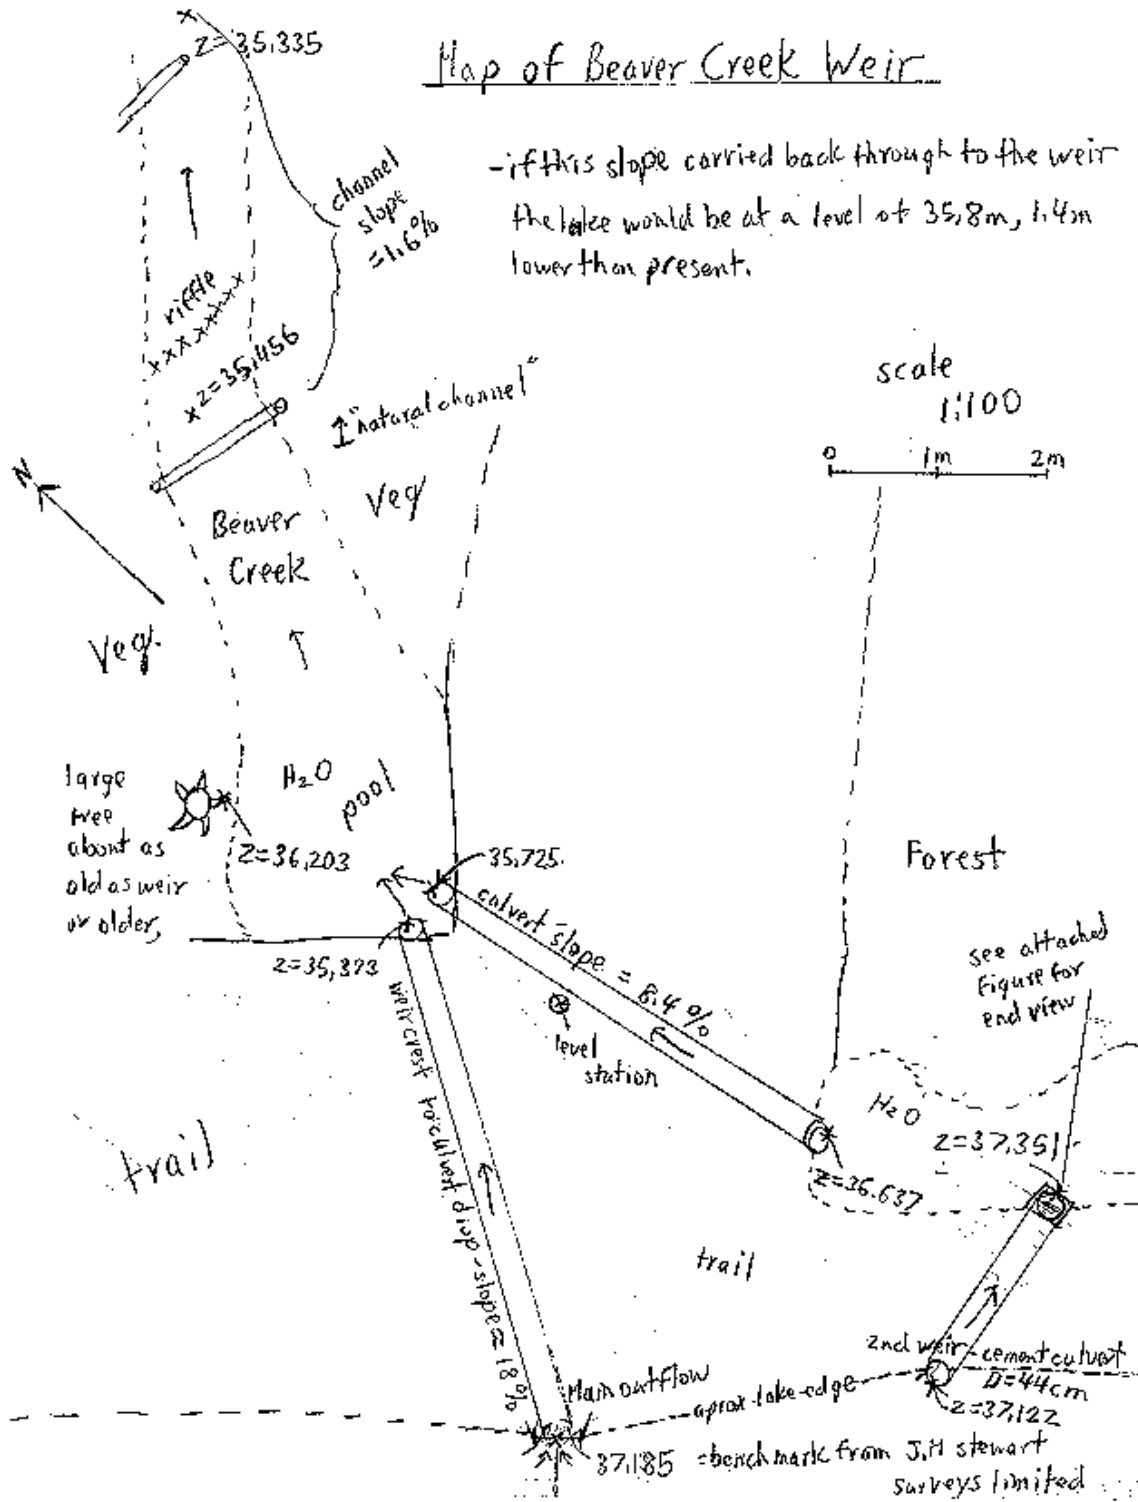 Map of Beaver Creek Weir
Z=35,335
- if this slope carried back through to the weir
the lake would be at a level of 35,8m, 1.4m
lower than present.
channel
slope
=1.6%
riffle
xxxxxxxx
x Z=35,456
"natural channel"
scale
1:100
0 1m 2m
N
Veg
Beaver
Creek
Veg.
H₂O
pool
large
tree
about as
old as weir
or older,
Z=36,203
35,725.
Forest
culvert slope = 8.4%
Z=35,373
see attached
Figure for
end view
level
station
weir crest to culvert
slope≈18%
H₂O
Z=37,351
Z=36.637
trail
trail
2nd weir - cement culvert
D=44cm
Z=37,122
Main outflow
aprox-lake-edge
37,185 =benchmark from J.H stewart
surveys limited